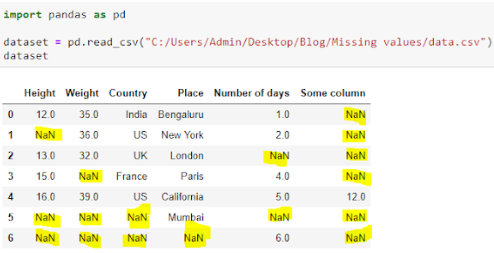 import pandas as pd
dataset = pd.read_csv("C:/Users/Admin/Desktop/Blog/Missing values/data.csv")
dataset
Height Weight Country Place Number of days Some column
0 12.0 35.0 India Bengaluru 1.0 NaN
1 NaN 36.0 US New York 2.0 NaN
2 13.0 32.0 UK London NaN NaN
3 15.0 NaN France Paris 4.0 NaN
4 16.0 39.0 US California 5.0 12.0
5 NaN NaN NaN Mumbai NaN NaN
6 NaN NaN NaN NaN 6.0 NaN